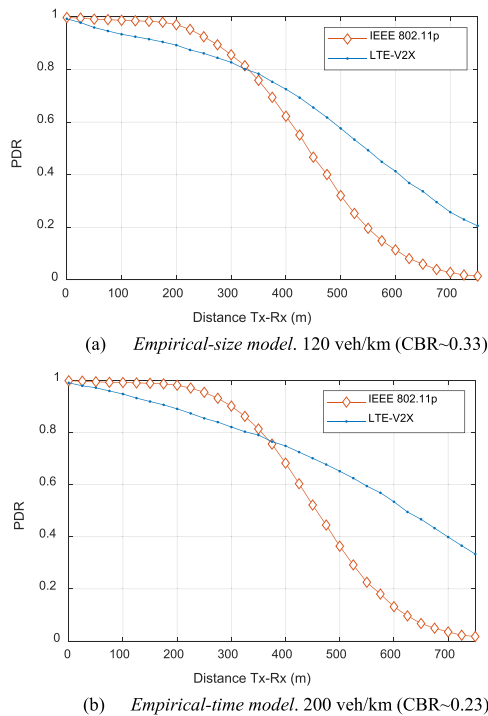 1
0.8
0.6
0.4
0.2
0
PDR
IEEE 802.11p
LTE-V2X
0 100 200 300 400 500 600 700
Distance Tx-Rx (m)
(a) Empirical-size model. 120 veh/km (CBR~0.33)
1
0.8
0.6
0.4
0.2
0
PDR
IEEE 802.11p
LTE-V2X
0 100 200 300 400 500 600 700
Distance Tx-Rx (m)
(b) Empirical-time model. 200 veh/km (CBR~0.23)